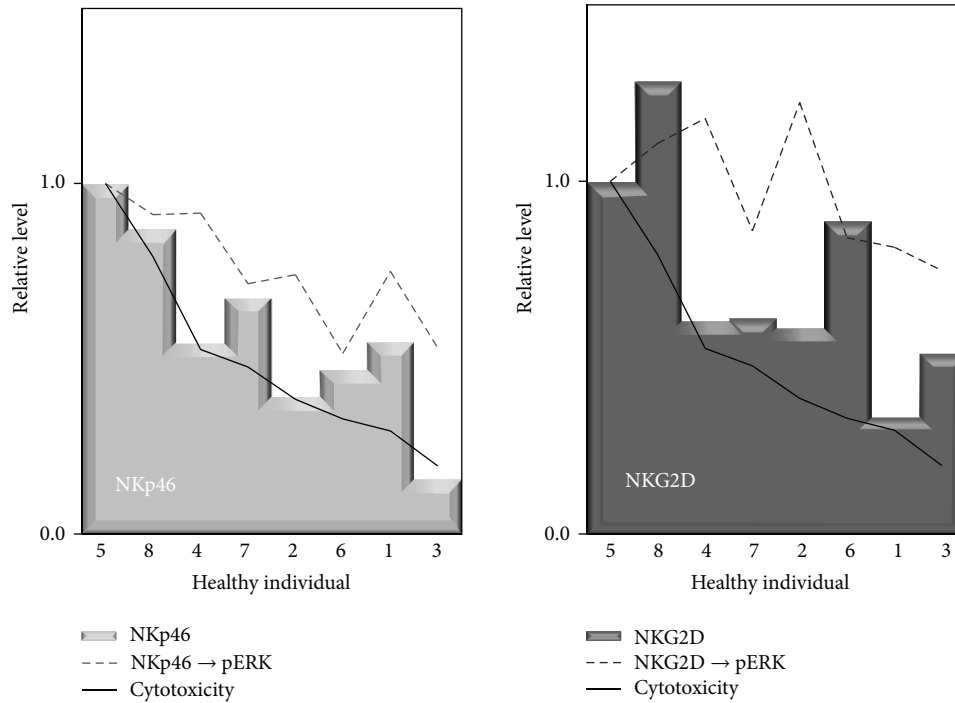 Relative level
1.0
0.0
NKp46
5 8 4 7 2 6 1 3
Healthy individual
NKp46
NKp46 → pERK
Cytotoxicity
Relative level
1.0
0.0
NKG2D
5 8 4 7 2 6 1 3
Healthy individual
NKG2D
NKG2D → pERK
Cytotoxicity